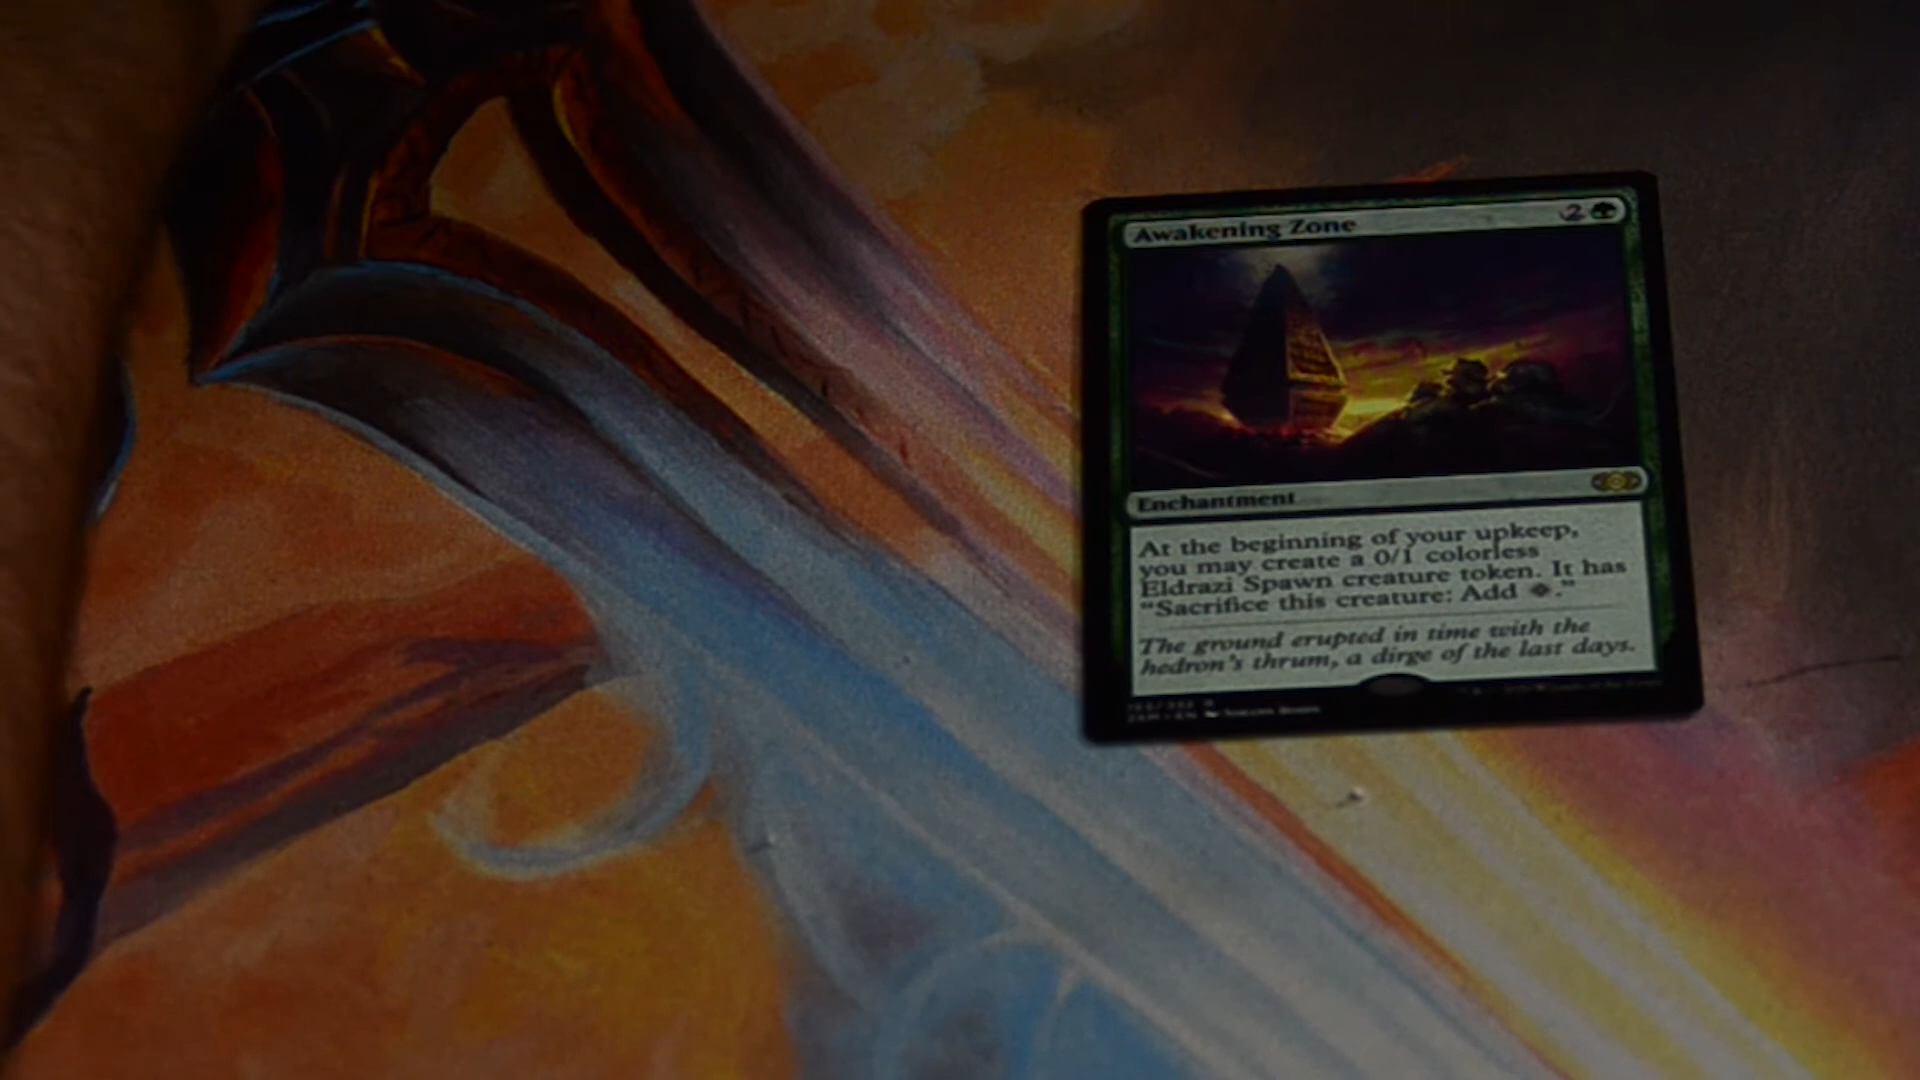 Awakening Zone 2
Enchantment
At the beginning of your upkeep,
you may create a 0/1 colorless
Eldrazi Spawn creature token. It has
"Sacrifice this creature: Add ."
The ground erupted in time with the
hedron's thrum, a dirge of the last days.